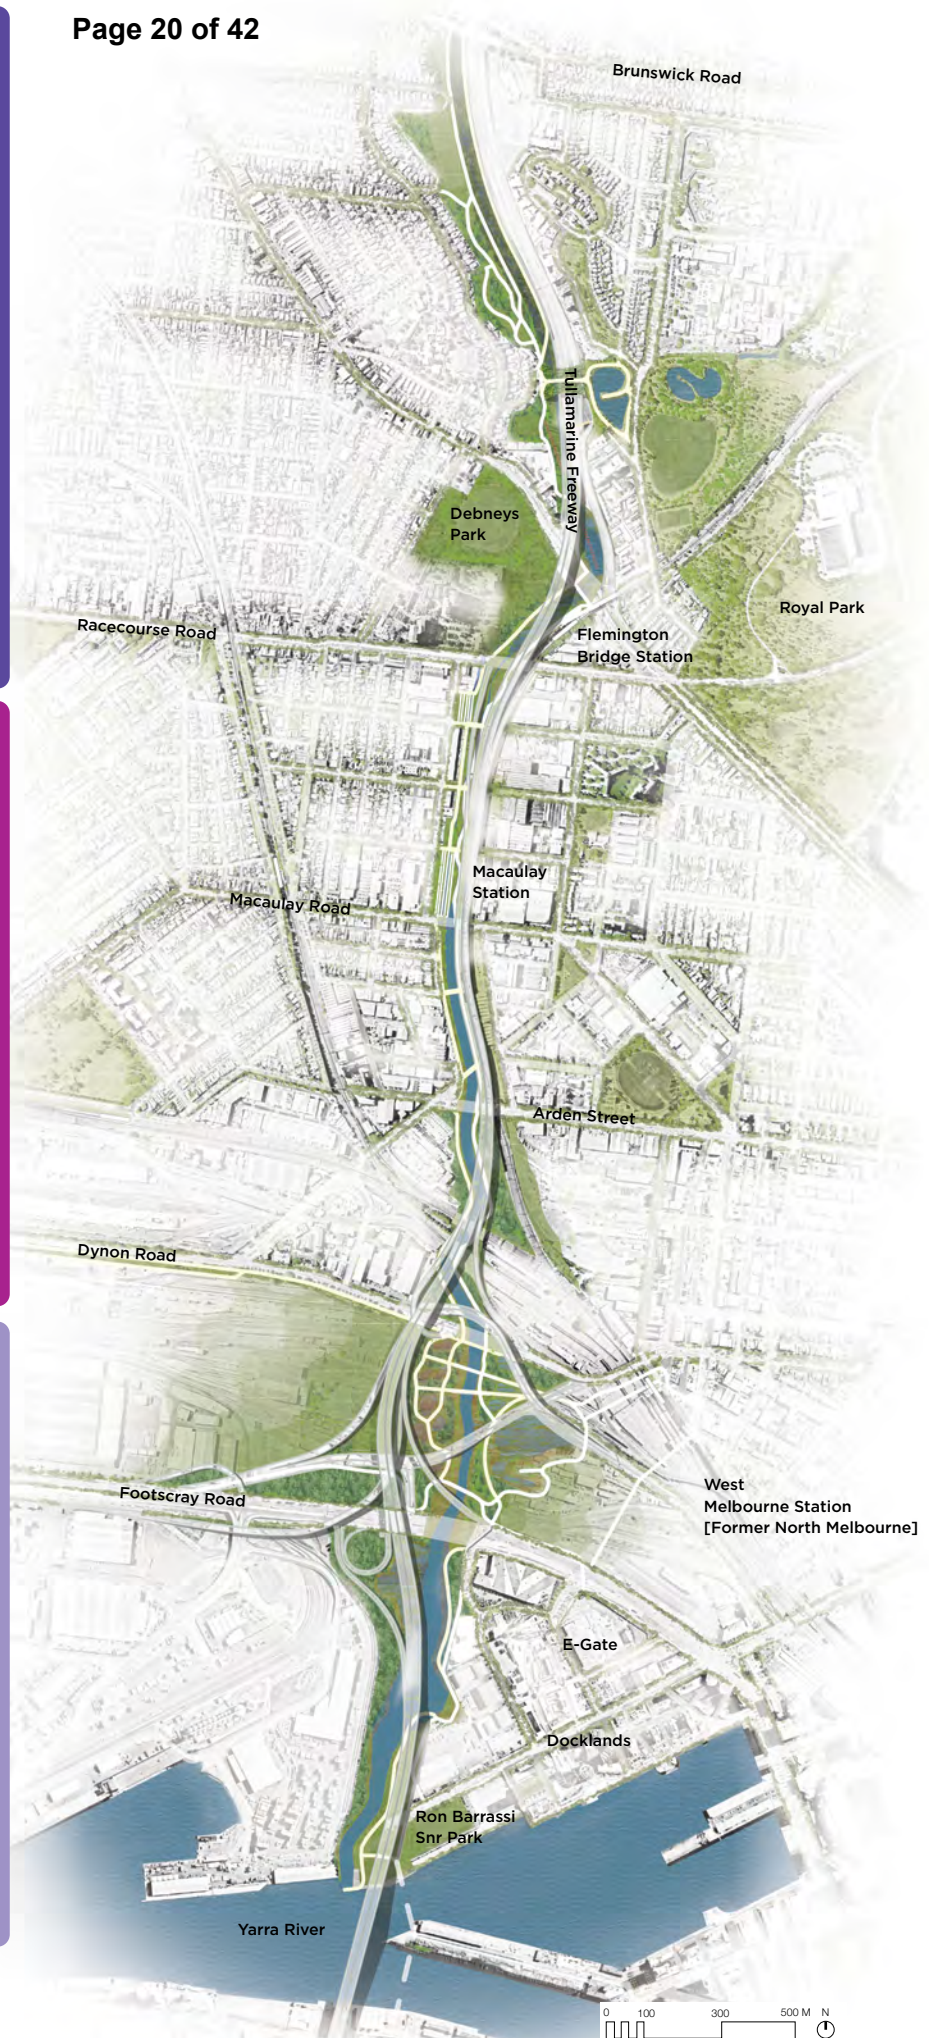 Page 20 of 42
Brunswick Road
Tullamarine Freeway
Debneys
Park
Royal Park
Racecourse Road
Flemington
Bridge Station
Macaulay
Station
Macaulay Road
Arden Street
Dynon Road
West
Melbourne Station
[Former North Melbourne]
Footscray Road
E-Gate
Docklands
Ron Barrassi
Snr Park
Yarra River
0 100 300 500 M N